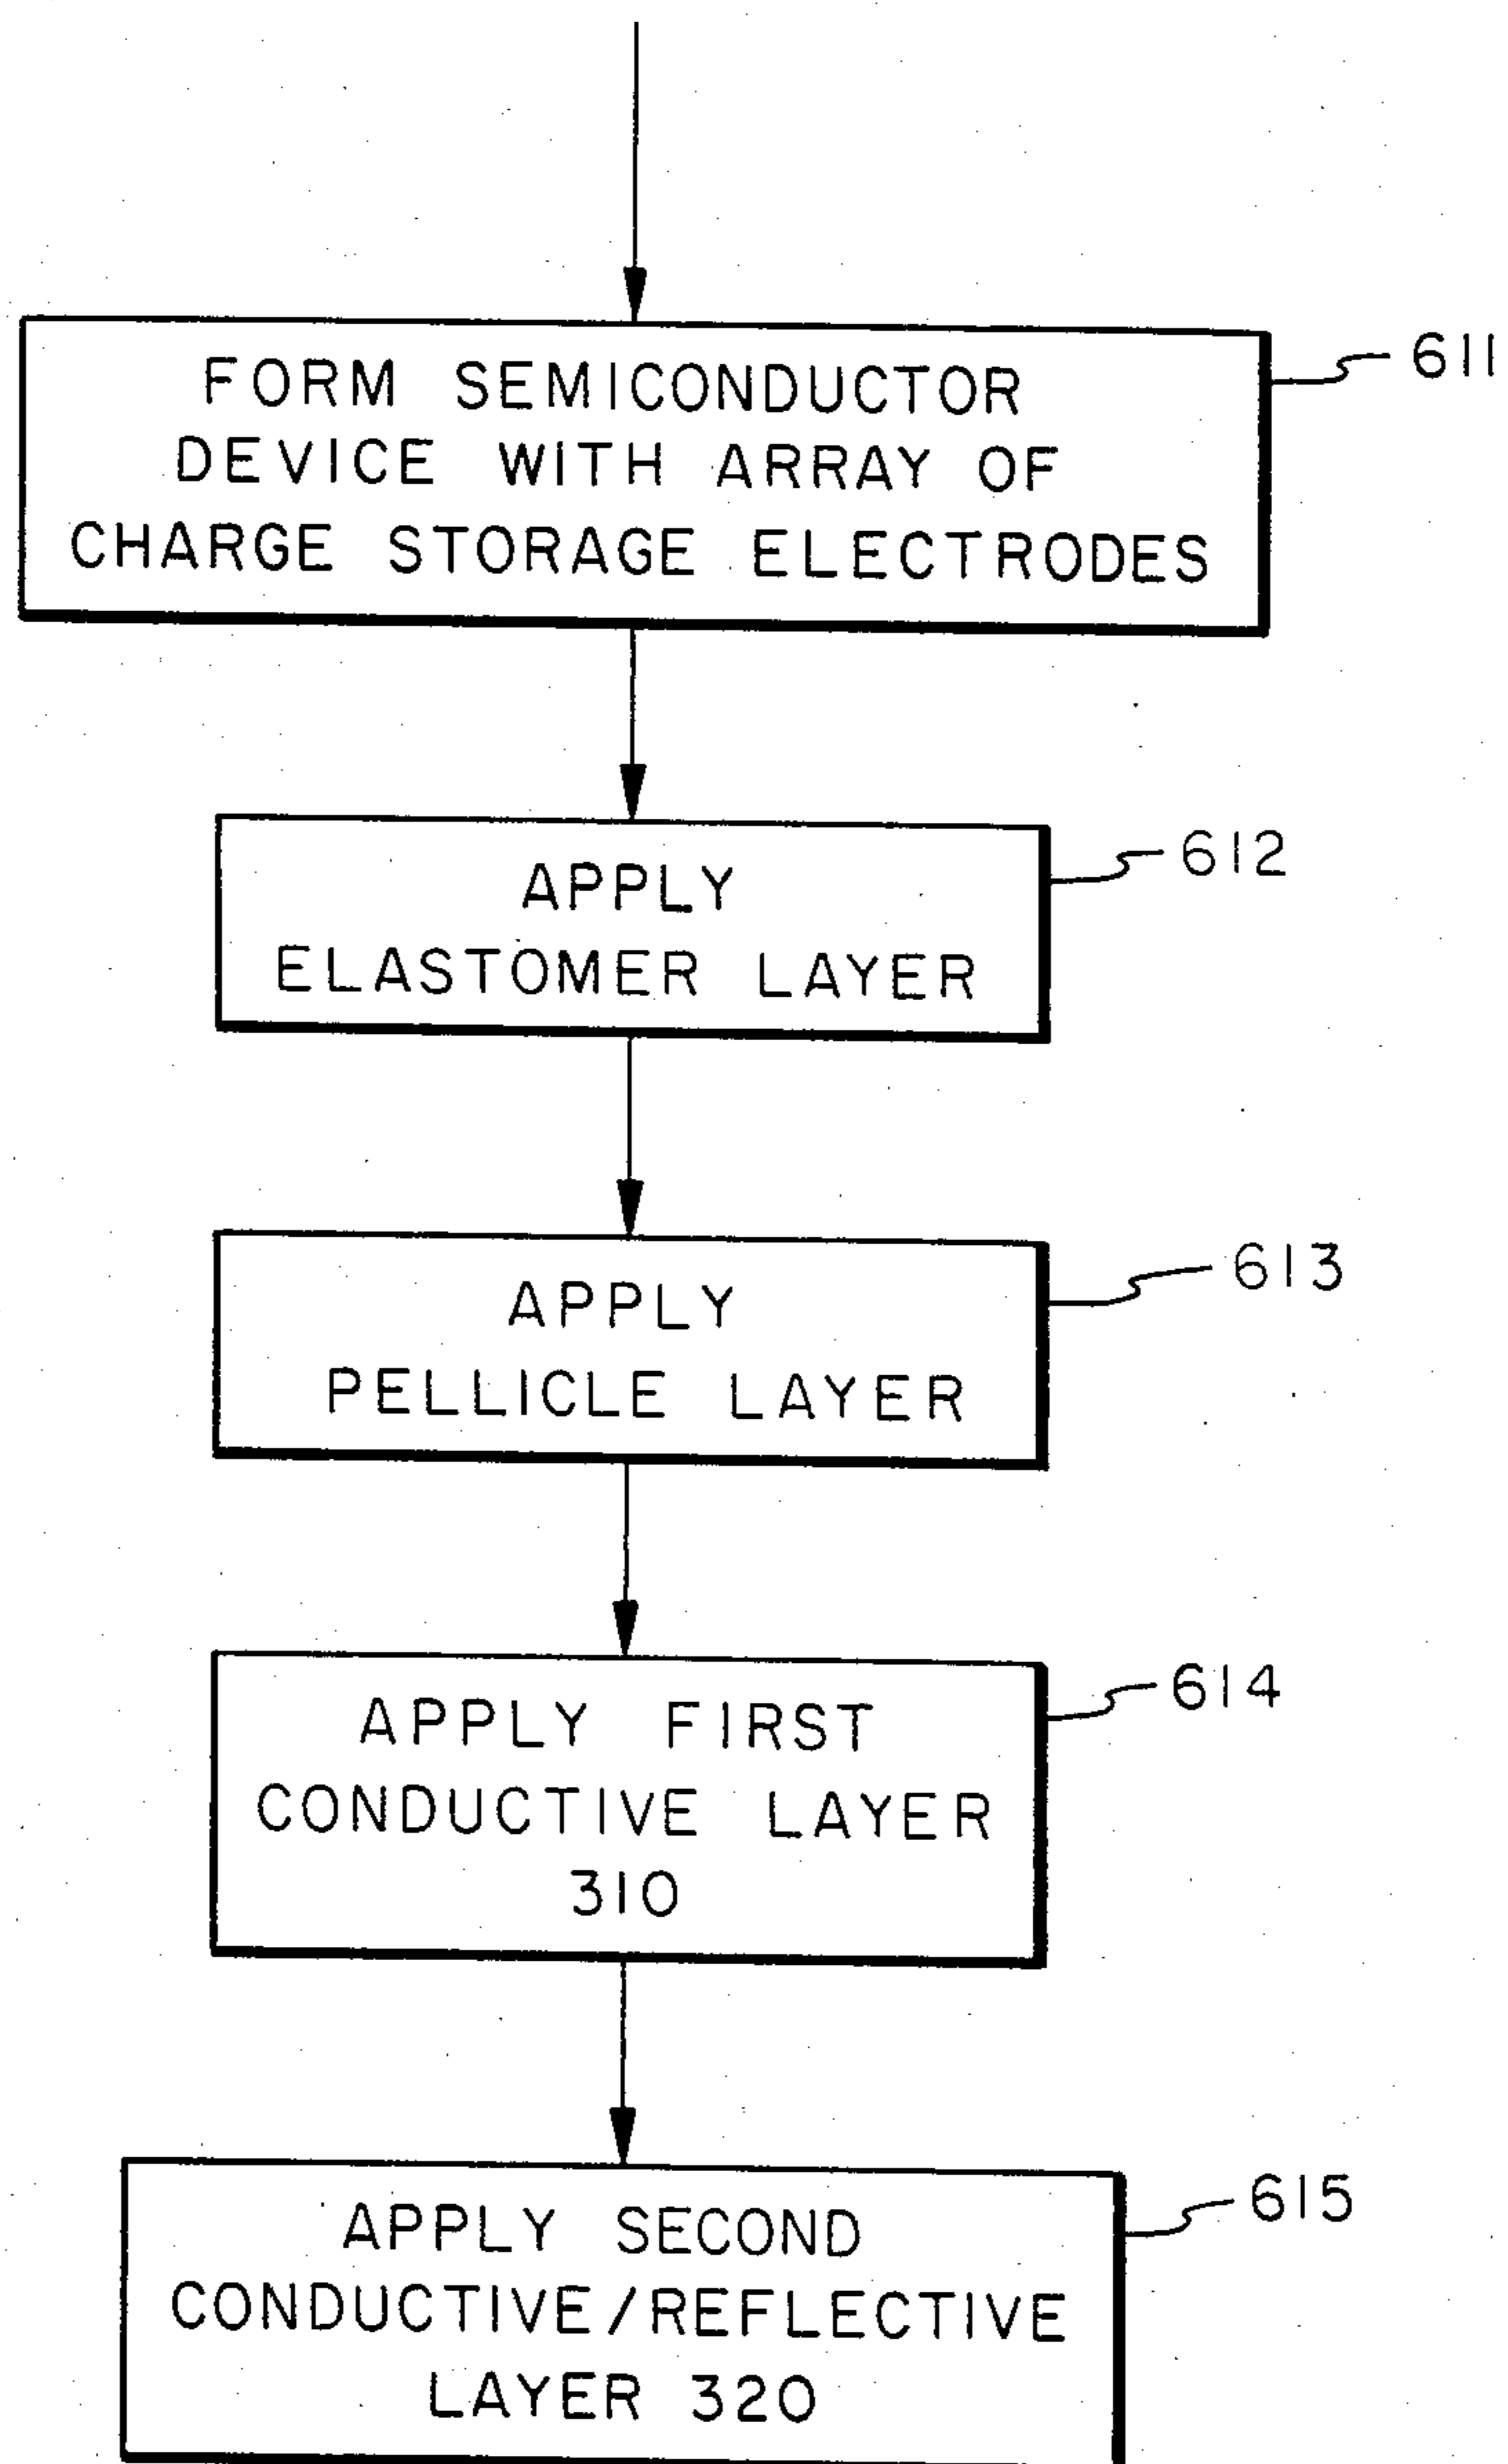 FORM SEMICONDUCTOR
DEVICE WITH ARRAY OF
CHARGE STORAGE ELECTRODES
611
APPLY
ELASTOMER LAYER
612
APPLY
PELLICLE LAYER
613
APPLY FIRST
CONDUCTIVE LAYER
310
614
APPLY SECOND
CONDUCTIVE/REFLECTIVE
LAYER 320
615